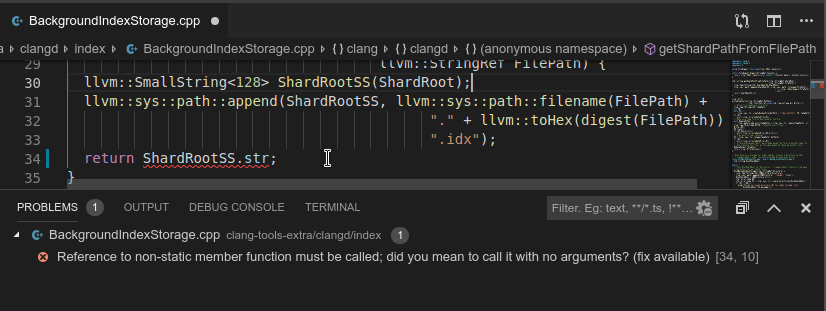 BackgroundIndexStorage.cpp
a > clangd > index > BackgroundIndexStorage.cpp > {} clang > {} clangd > {} (anonymous namespace) > getShardPathFromFilePath
29 llvm::StringRef FilePath) {
30 llvm::SmallString<128> ShardRootSS(ShardRoot);
31 llvm::sys::path::append(ShardRootSS, llvm::sys::path::filename(FilePath) +
32 "." + llvm::toHex(digest(FilePath))
33 ".idx");
34 return ShardRootSS.str;
35 }
PROBLEMS 1 OUTPUT DEBUG CONSOLE TERMINAL Filter. Eg: text, **/*.ts, !**…
BackgroundIndexStorage.cpp clang-tools-extra/clangd/index 1
Reference to non-static member function must be called; did you mean to call it with no arguments? (fix available) [34, 10]